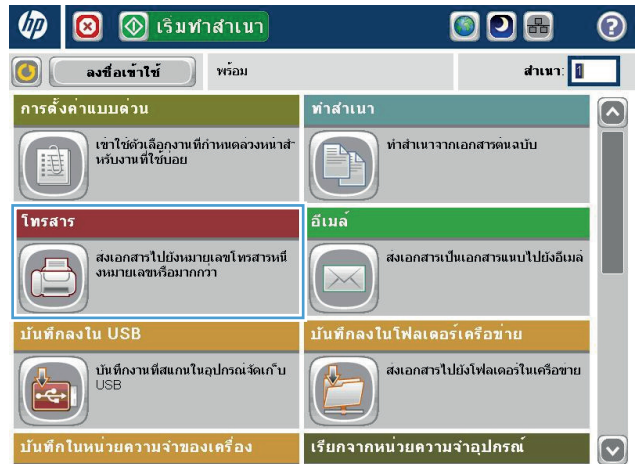 hp
เริ่มทำสำเนา
ลงชื่อเข้าใช้
พร้อม
สำเนา: 1
การตั้งค่าแบบด่วน
เข้าใช้ตัวเลือกงานที่กำหนดล่วงหน้าสำ
หรับงานที่ใช้บ่อย
ทำสำเนา
ทำสำเนาจากเอกสารต้นฉบับ
โทรสาร
ส่งเอกสารไปยังหมายเลขโทรสารหนึ่
งหมายเลขหรือมากกว่า
อีเมล์
ส่งเอกสารเป็นเอกสารแนบไปยังอีเมล์
บันทึกลงใน USB
บันทึกงานที่สแกนในอุปกรณ์จัดเก็บ
USB
บันทึกลงในโฟลเดอร์เครือข่าย
ส่งเอกสารไปยังโฟลเดอร์ในเครือข่าย
บันทึกในหน่วยความจำของเครื่อง
เรียกจากหน่วยความจำอุปกรณ์